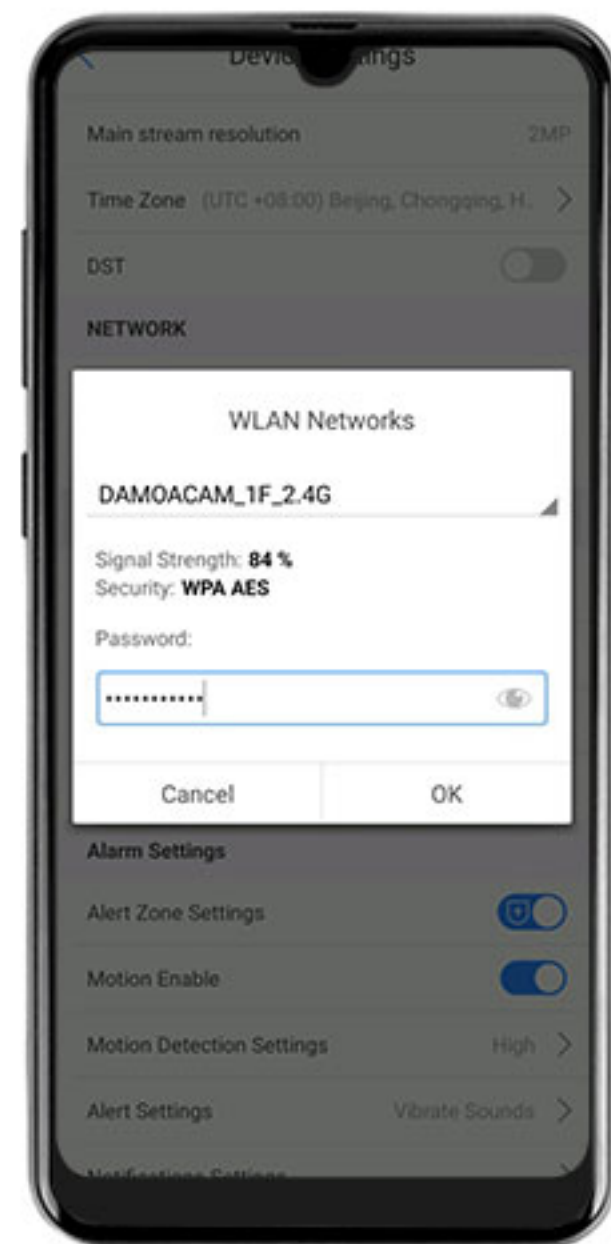 Main stream resolution 2MP
Time Zone (UTC +08:00) Beijing, Chongqing, H.
DST
NETWORK
WLAN Networks
DAMOACAM_1F_2.4G
Signal Strength: 84 %
Security: WPA AES
Password:
•••••••••••
Cancel OK
Alarm Settings
Alert Zone Settings
Motion Enable
Motion Detection Settings High
Alert Settings Vibrate Sounds
Notifications Settings